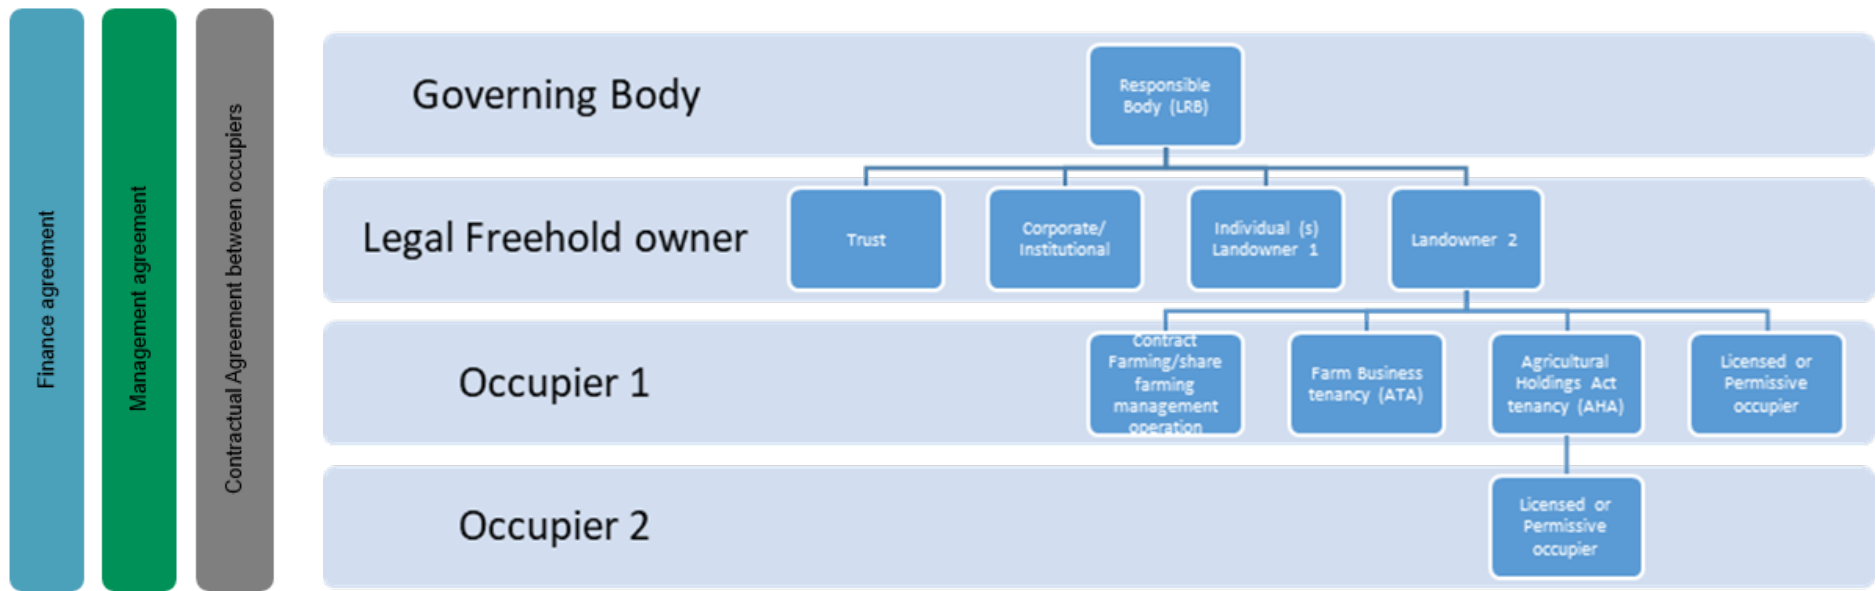 Finance agreement
Management agreement
Contractual Agreement between occupiers
Governing Body
Responsible
Body (LRB)
Legal Freehold owner
Trust
Corporate/
Institutional
Individual (s)
Landowner 1
Landowner 2
Occupier 1
Contract
Farming/share
farming
management
operation
Farm Business
tenancy (ATA)
Agricultural
Holdings Act
tenancy (AHA)
Licensed or
Permissive
occupier
Occupier 2
Licensed or
Permissive
occupier